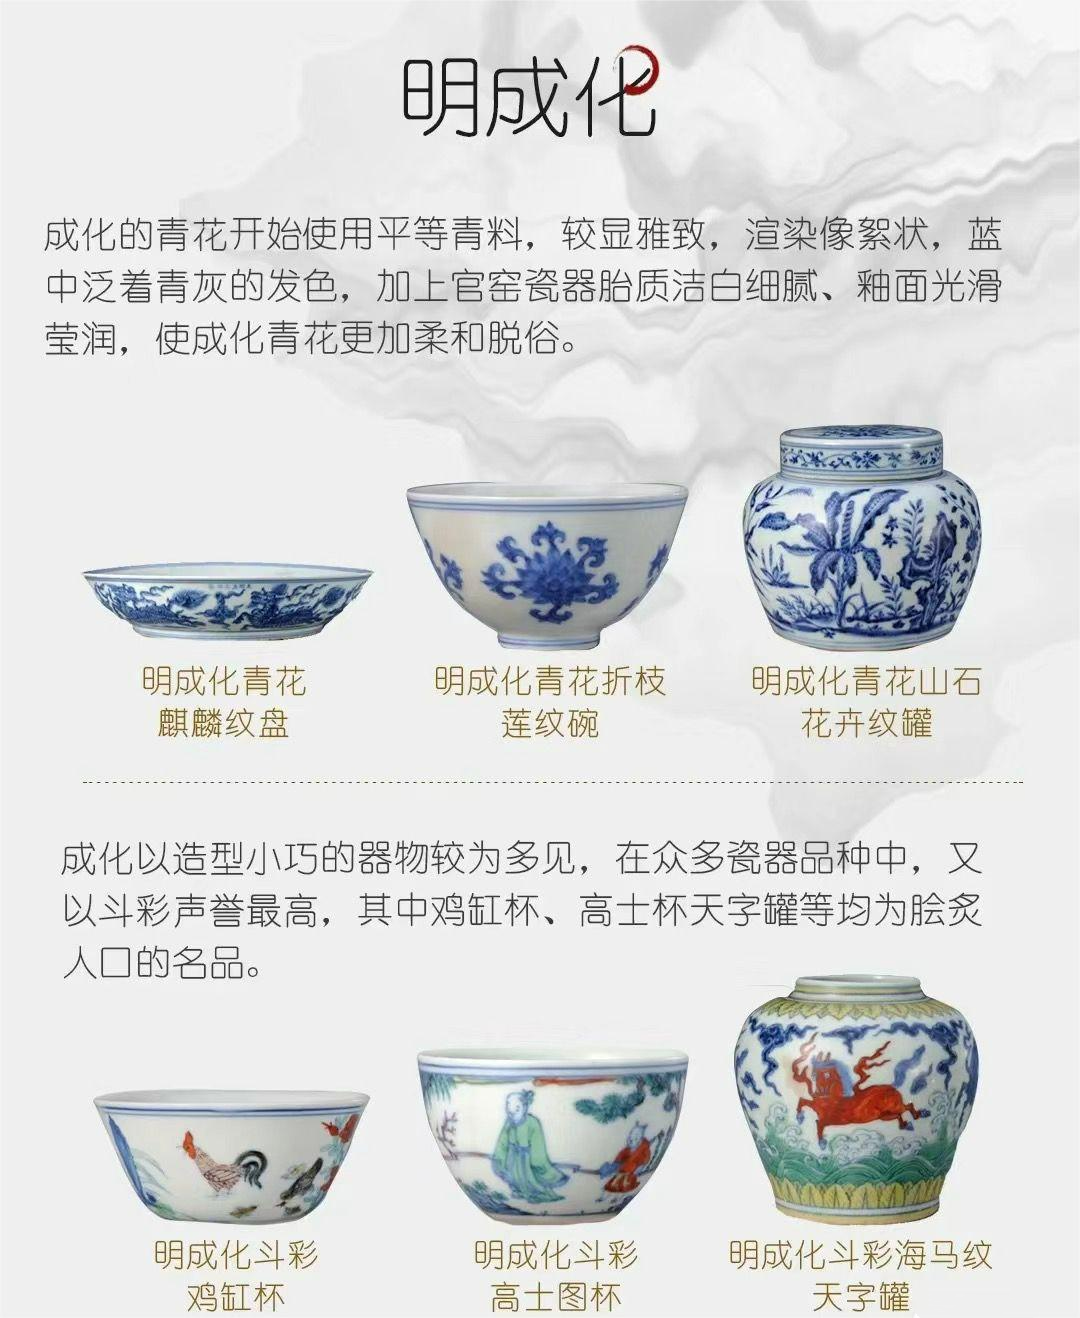 明成化
成化的青花开始使用平等青料，较显雅致，渲染像絮状，蓝
中泛着青灰的发色，加上官窑瓷器胎质洁白细腻、釉面光滑
莹润，使成化青花更加柔和脱俗。
明成化青花
麒麟纹盘
明成化青花折枝
莲纹碗
明成化青花山石
花卉纹罐
成化以造型小巧的器物较为多见，在众多瓷器品种中，又
以斗彩声誉最高，其中鸡缸杯、高士杯天字罐等均为脍炙
人口的名品。
明成化斗彩
鸡缸杯
明成化斗彩
高士图杯
明成化斗彩海马纹
天字罐